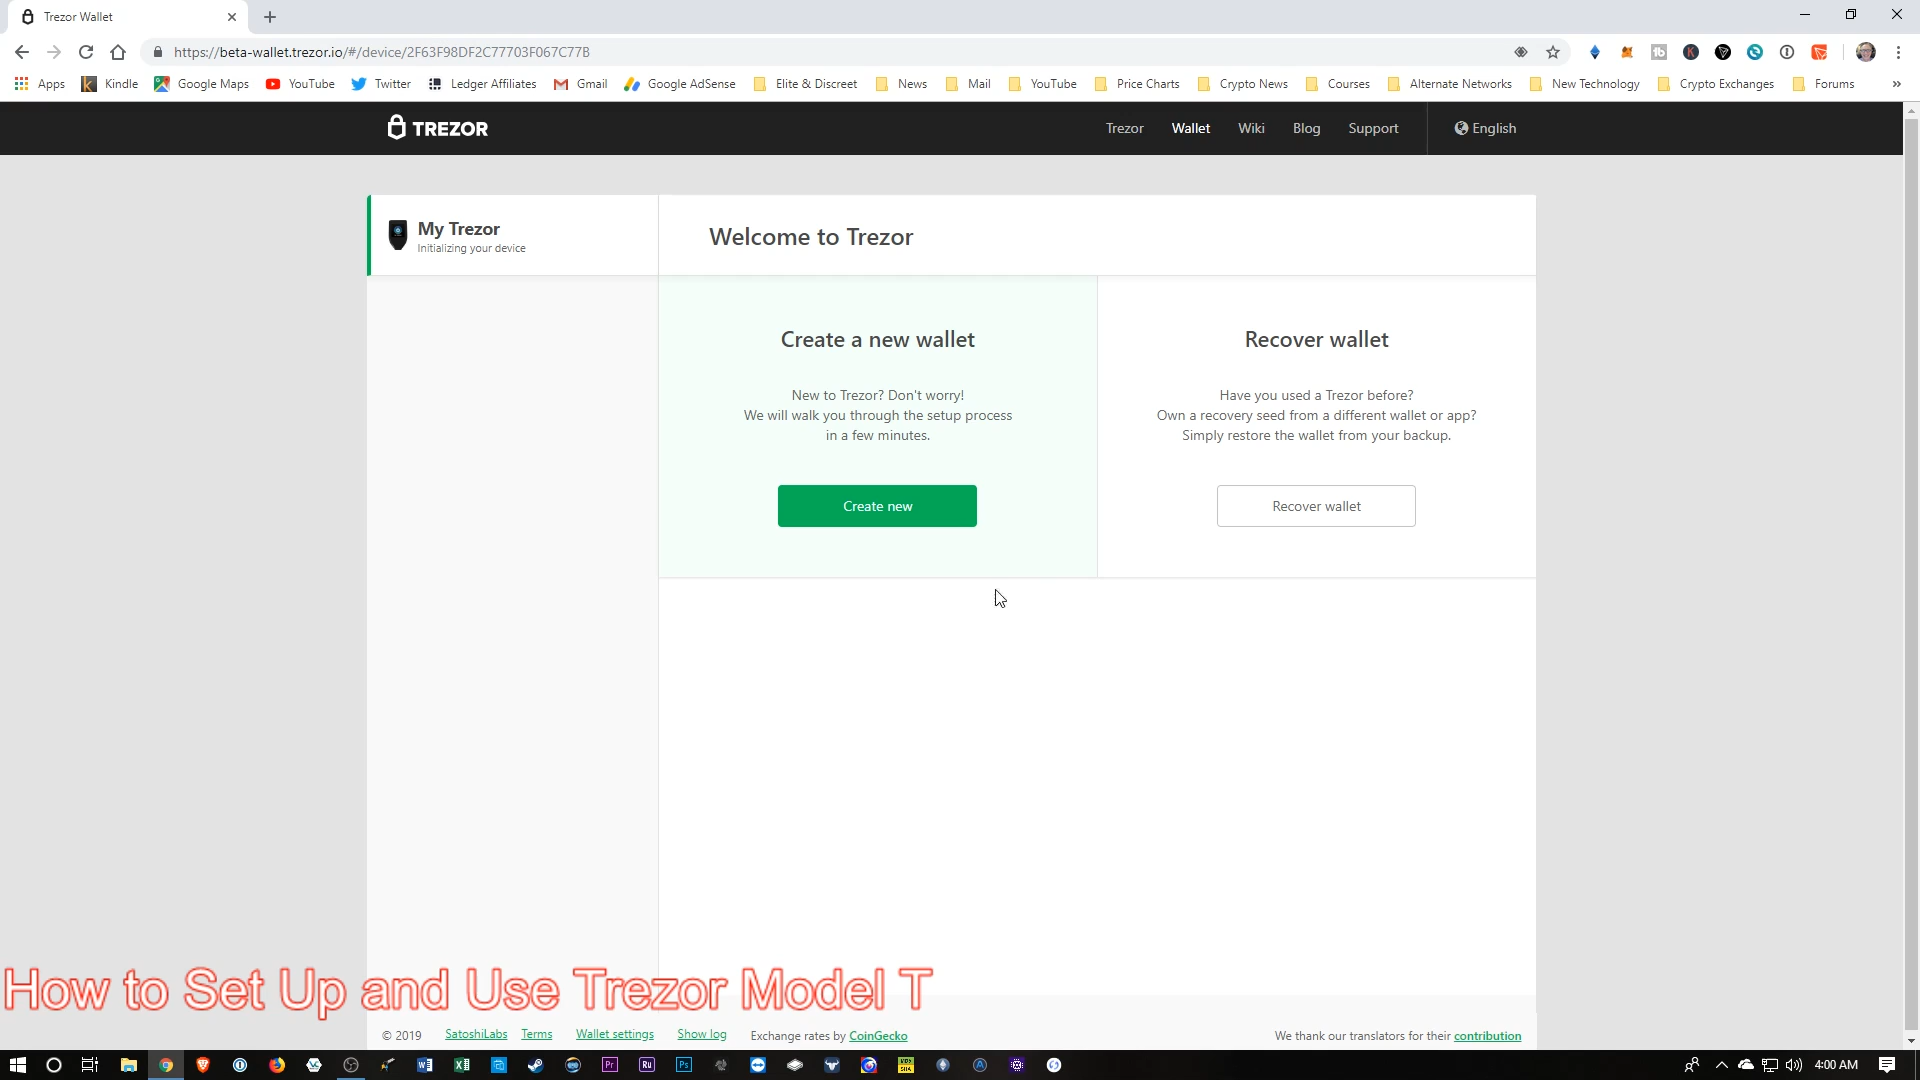 Trezor Wallet
https://beta-wallet.trezor.io/#/device/2F63F98DF2C77703F067C77B
Apps Kindle Google Maps YouTube Twitter Ledger Affiliates Gmail Google AdSense Elite & Discreet News Mail YouTube Price Charts Crypto News Courses Alternate Networks New Technology Crypto Exchanges Forums »
TREZOR Trezor Wallet Wiki Blog Support English
My Trezor
Initializing your device
Welcome to Trezor
Create a new wallet
New to Trezor? Don't worry!
We will walk you through the setup process
in a few minutes.
Create new
Recover wallet
Have you used a Trezor before?
Own a recovery seed from a different wallet or app?
Simply restore the wallet from your backup.
Recover wallet
How to Set Up and Use Trezor Model T
© 2019 SatoshiLabs Terms Wallet settings Show log Exchange rates by CoinGecko We thank our translators for their contribution
Pr Ru Ps
4:00 AM